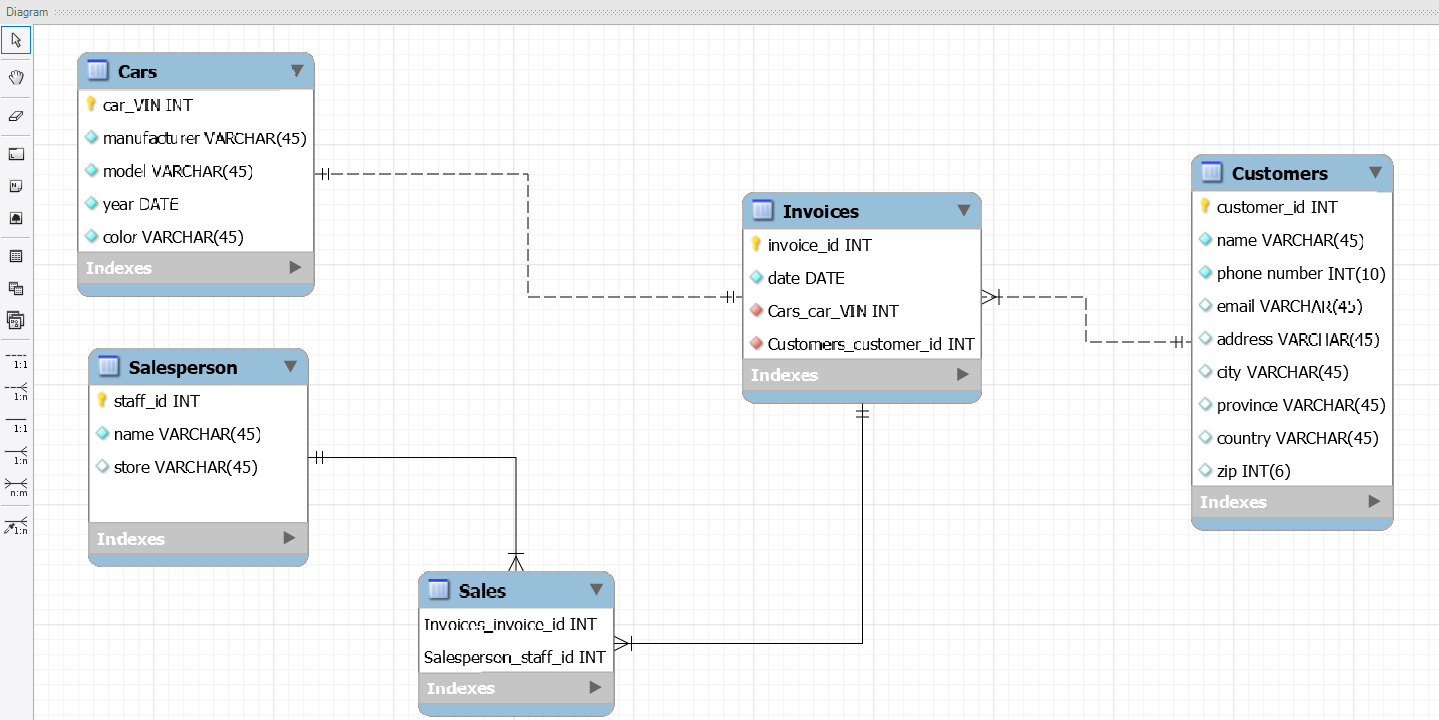 Diagram
Cars
car_VIN INT
manufacturer VARCHAR(45)
model VARCHAR(45)
year DATE
color VARCHAR(45)
Indexes
Salesperson
staff_id INT
name VARCHAR(45)
store VARCHAR(45)
Indexes
Sales
Invoices_invoice_id INT
Salesperson_staff_id INT
Indexes
Invoices
invoice_id INT
date DATE
Cars_car_VIN INT
Customers_customer_id INT
Indexes
Customers
customer_id INT
name VARCHAR(45)
phone number INT(10)
email VARCHAR(45)
address VARCHAR(45)
city VARCHAR(45)
province VARCHAR(45)
country VARCHAR(45)
zip INT(6)
Indexes
1:1
1:n
1:1
1:n
n:m
1:n